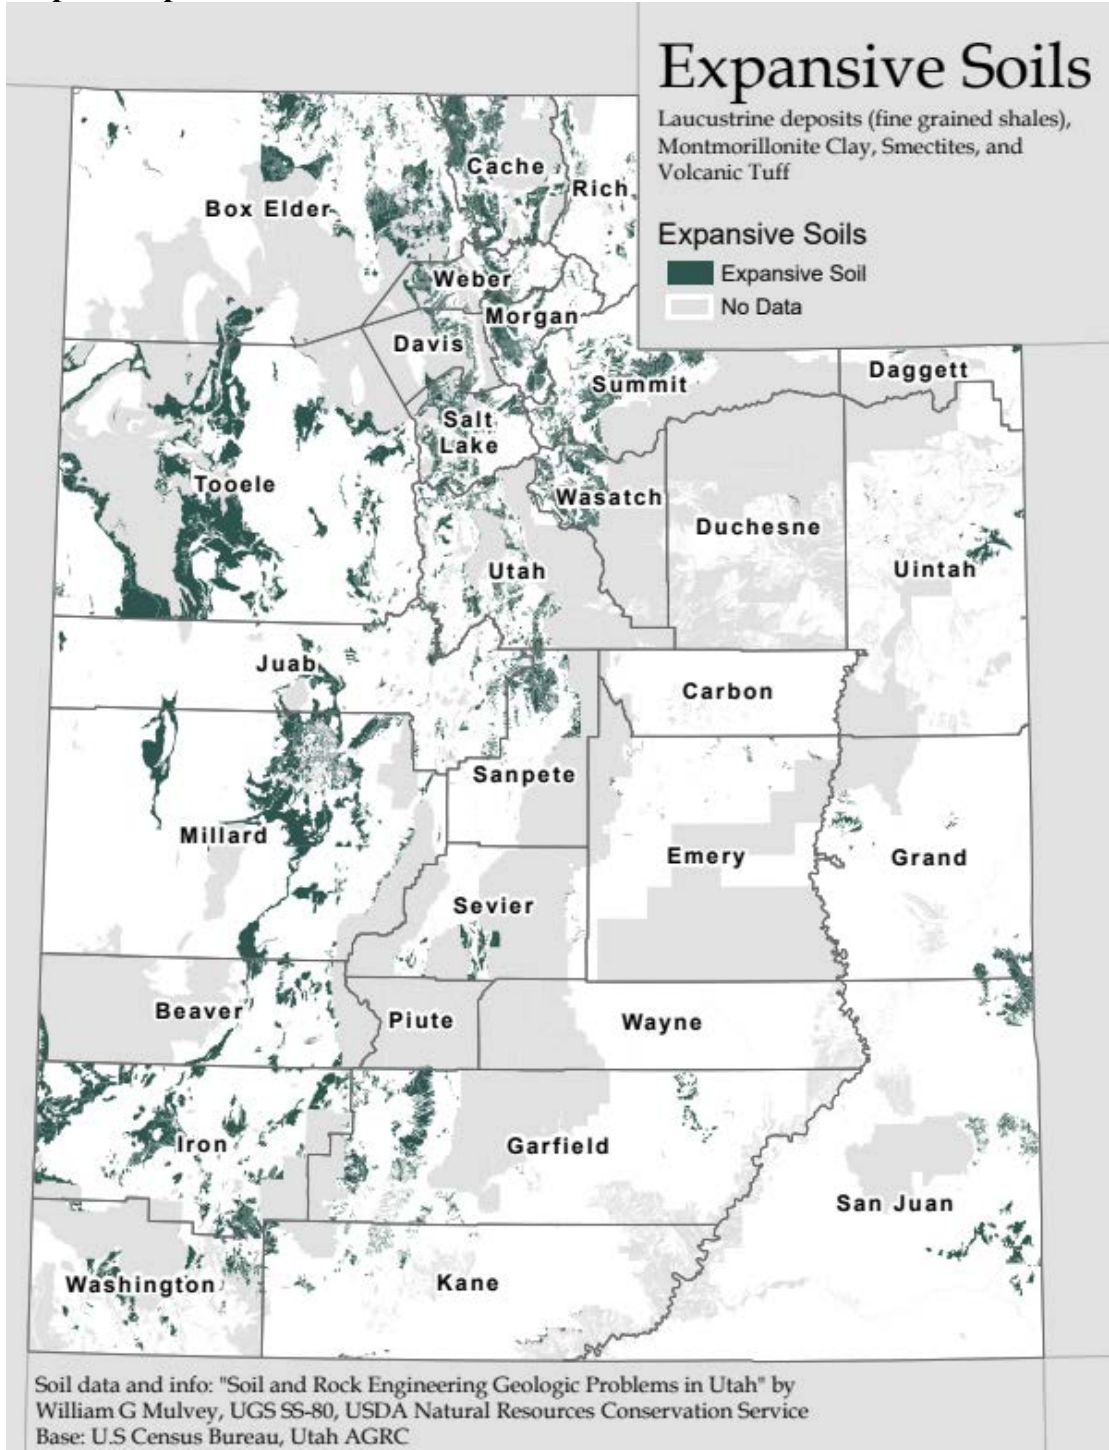 Expansive Soils
Laucustrine deposits (fine grained shales),
Montmorillonite Clay, Smectites, and
Volcanic Tuff
Expansive Soils
Expansive Soil
No Data
Cache
Rich
Box Elder
Weber
Morgan
Davis
Summit
Daggett
Salt
Lake
Tooele
Wasatch
Duchesne
Uintah
Utah
Juab
Carbon
Sanpete
Millard
Emery
Grand
Sevier
Beaver
Piute
Wayne
Iron
Garfield
San Juan
Washington
Kane
Soil data and info: "Soil and Rock Engineering Geologic Problems in Utah" by
William G Mulvey, UGS SS-80, USDA Natural Resources Conservation Service
Base: U.S Census Bureau, Utah AGRC